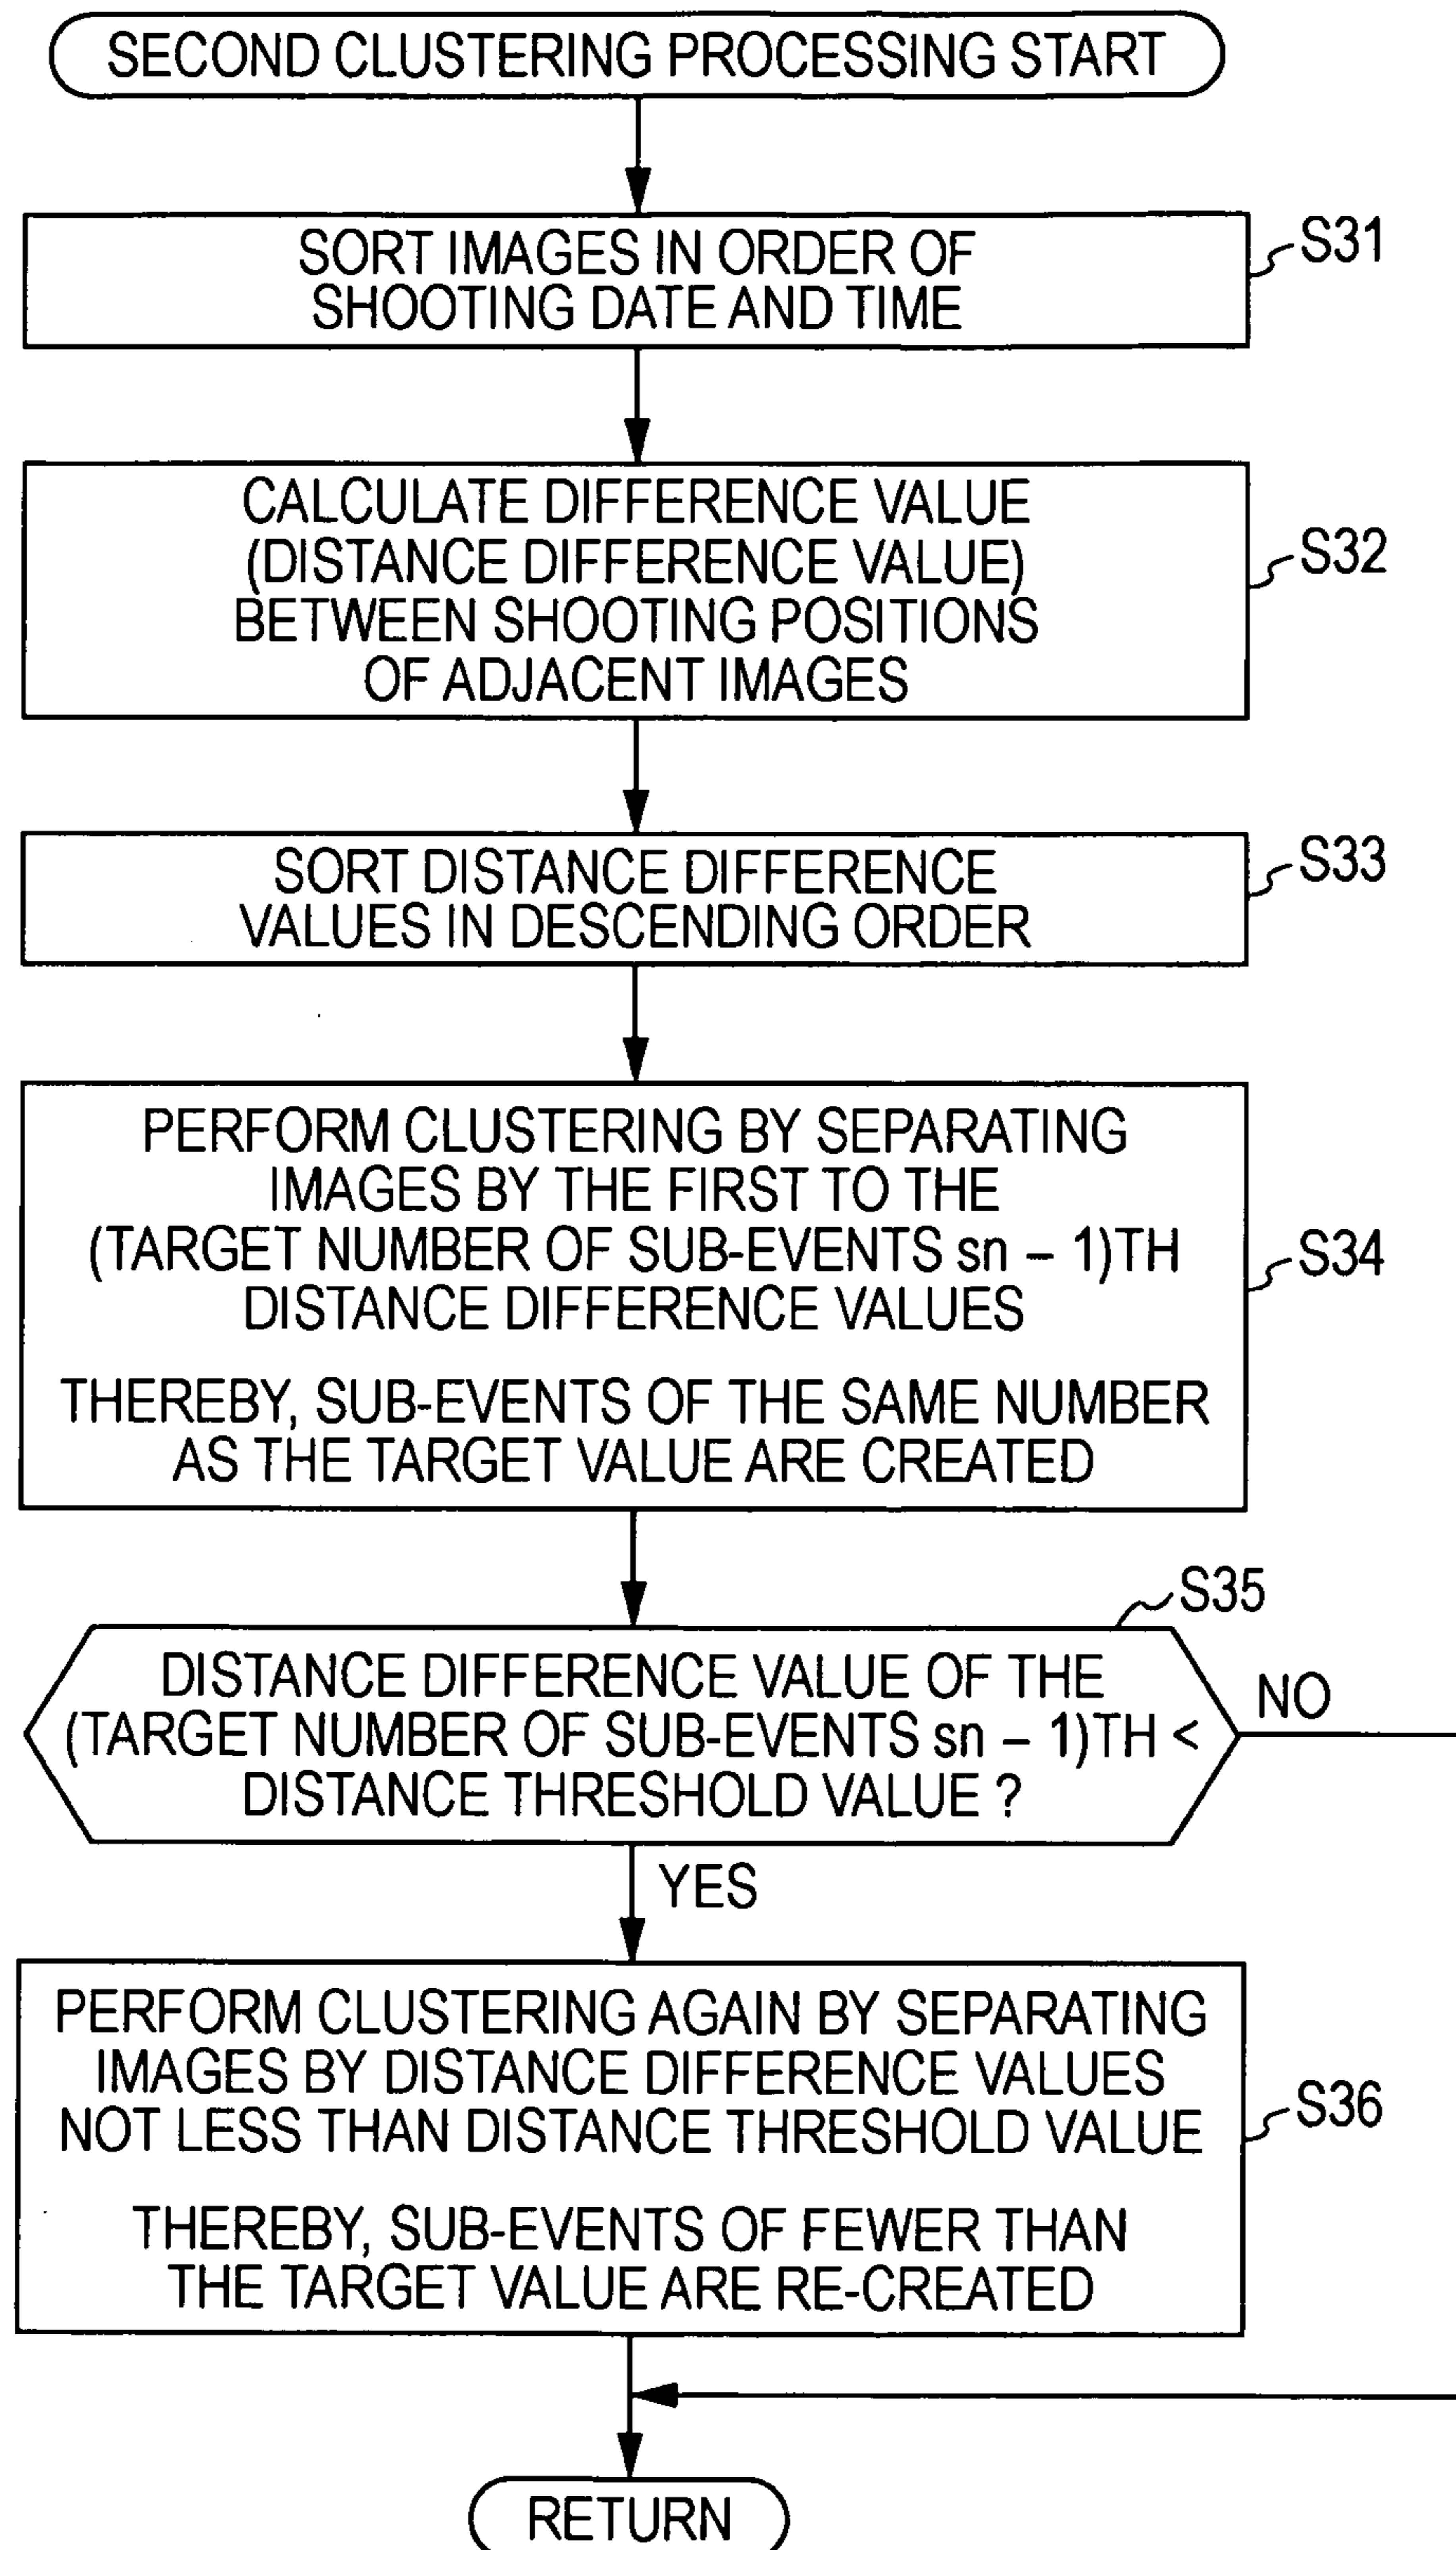 SECOND CLUSTERING PROCESSING START
SORT IMAGES IN ORDER OF
SHOOTING DATE AND TIME
S31
CALCULATE DIFFERENCE VALUE
(DISTANCE DIFFERENCE VALUE)
BETWEEN SHOOTING POSITIONS
OF ADJACENT IMAGES
S32
SORT DISTANCE DIFFERENCE
VALUES IN DESCENDING ORDER
S33
PERFORM CLUSTERING BY SEPARATING
IMAGES BY THE FIRST TO THE
(TARGET NUMBER OF SUB-EVENTS sn – 1)TH
DISTANCE DIFFERENCE VALUES
THEREBY, SUB-EVENTS OF THE SAME NUMBER
AS THE TARGET VALUE ARE CREATED
S34
S35
DISTANCE DIFFERENCE VALUE OF THE
(TARGET NUMBER OF SUB-EVENTS sn – 1)TH <
DISTANCE THRESHOLD VALUE ?
NO
YES
PERFORM CLUSTERING AGAIN BY SEPARATING
IMAGES BY DISTANCE DIFFERENCE VALUES
NOT LESS THAN DISTANCE THRESHOLD VALUE
THEREBY, SUB-EVENTS OF FEWER THAN
THE TARGET VALUE ARE RE-CREATED
S36
RETURN